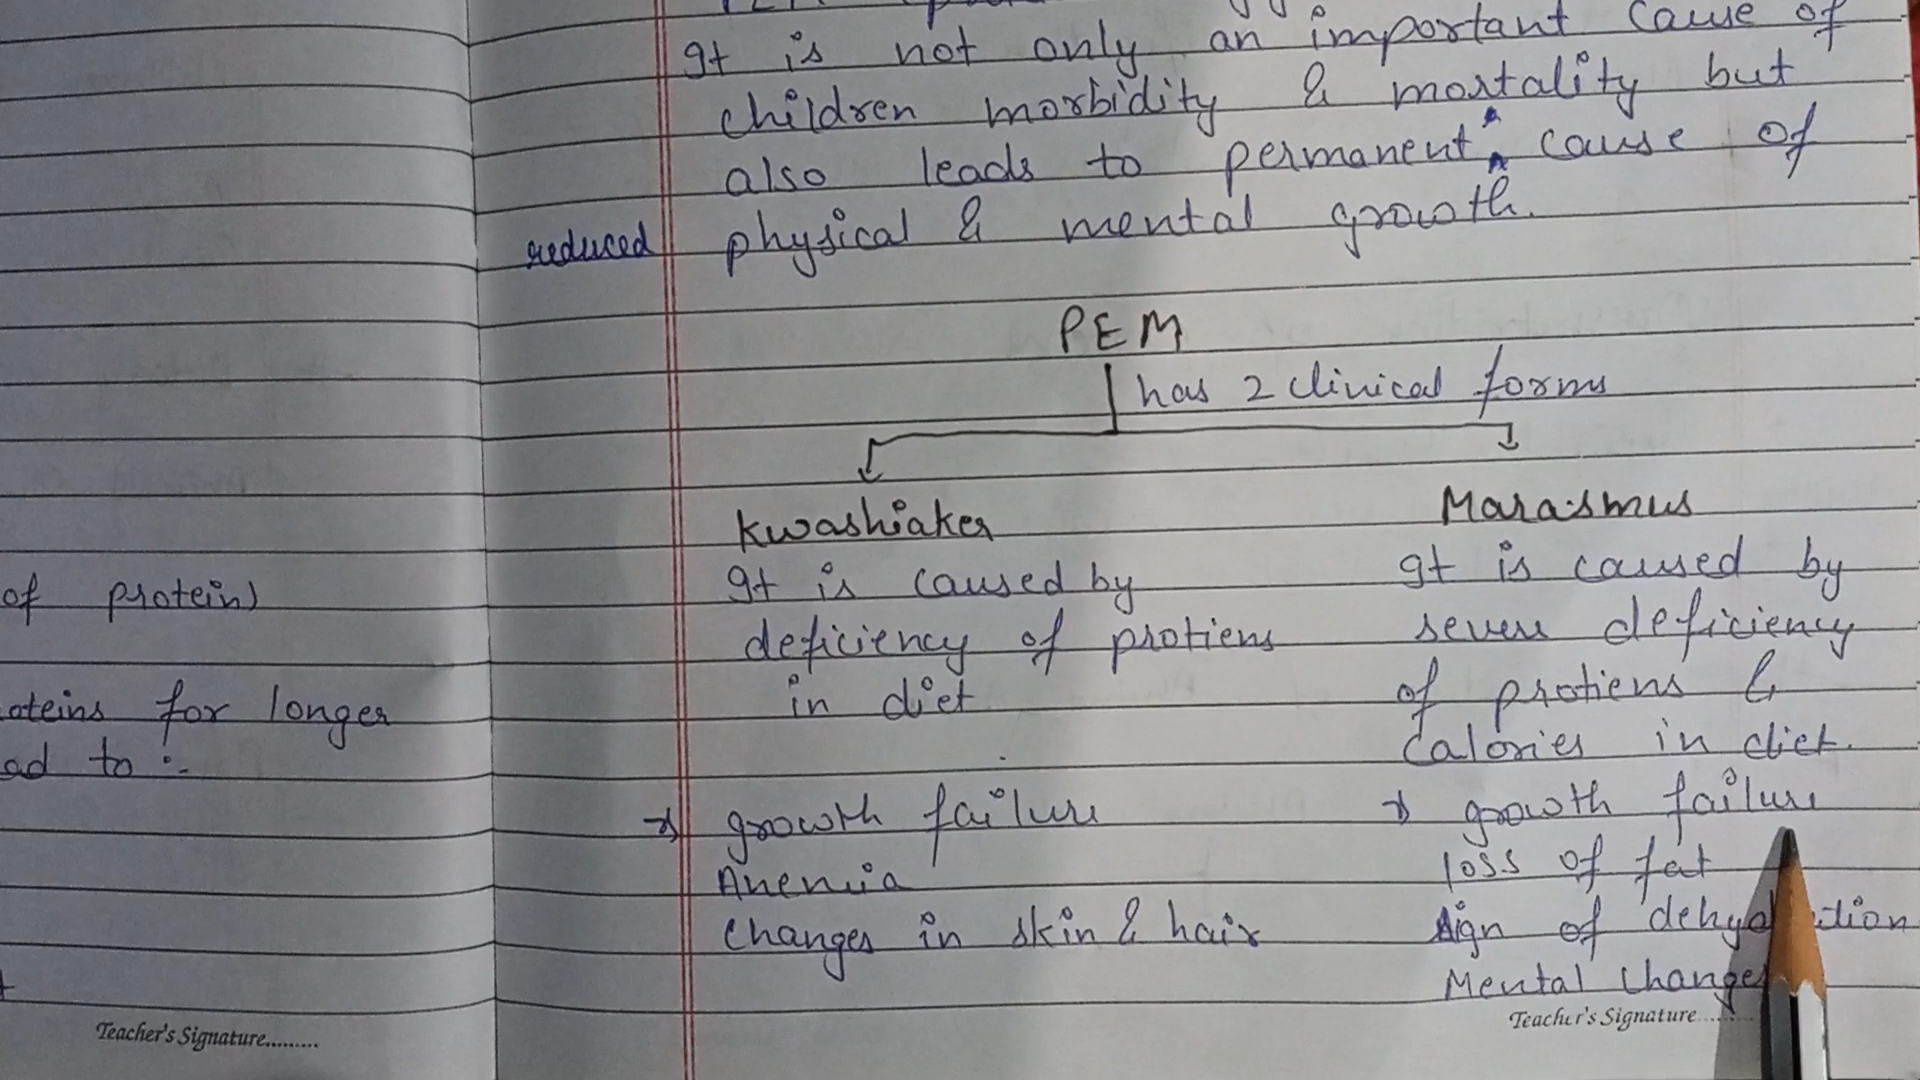 of protein)
oteins for longer
ad to :-
Teacher's Signature.........
It is not only an important cause of
children morbidity & mortality but
also leads to permanent cause of
reduced physical & mental growth.
PEM
has 2 clinical forms
Kwashiaker
It is caused by
deficiency of protiens
in diet
growth failure
Anemia
changes in skin & hair
Marasmus
It is caused by
severe deficiency
of protiens &
calories in diet.
growth failure
loss of fat
sign of
Mental change
Teacher's Signature.........